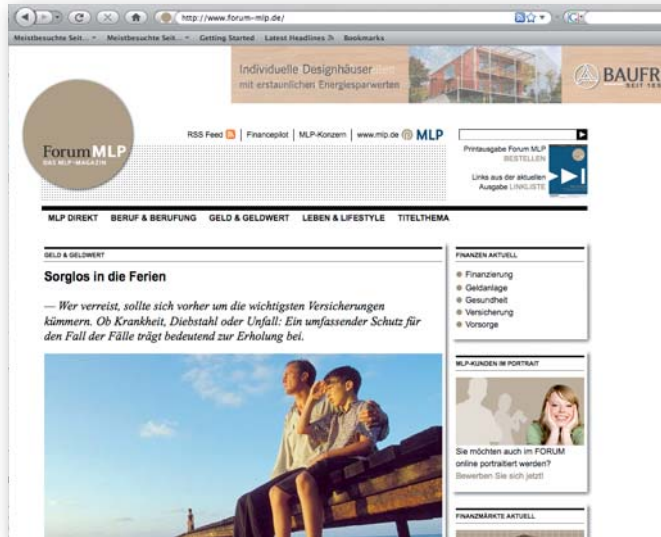 http://www.forum-mlp.de/
Meistbesuchte Seit... Meistbesuchte Seit... Getting Started Latest Headlines Bookmarks
Individuelle Designhäuser
mit erstaunlichen Energiesparwerten
BAUFR
SEIT
Forum MLP
DAS MLP-MAGAZIN
RSS Feed | Financepilot | MLP-Konzern | www.mlp.de MLP
Printausgabe Forum MLP
BESTELLEN
Links aus der aktuellen
Ausgabe LINKLISTE
MLP DIREKT BERUF & BERUFUNG GELD & GELDWERT LEBEN & LIFESTYLE TITELTHEMA
GELD & GELDWERT
Sorglos in die Ferien
— Wer verreist, sollte sich vorher um die wichtigsten Versicherungen
kümmern. Ob Krankheit, Diebstahl oder Unfall: Ein umfassender Schutz für
den Fall der Fälle trägt bedeutend zur Erholung bei.
FINANZEN AKTUELL
Finanzierung
Geldanlage
Gesundheit
Versicherung
Vorsorge
MLP-KUNDEN IM PORTRAIT
Sie möchten auch im FORUM
online portraitiert werden?
Bewerben Sie sich jetzt!
FINANZMÄRKTE AKTUELL